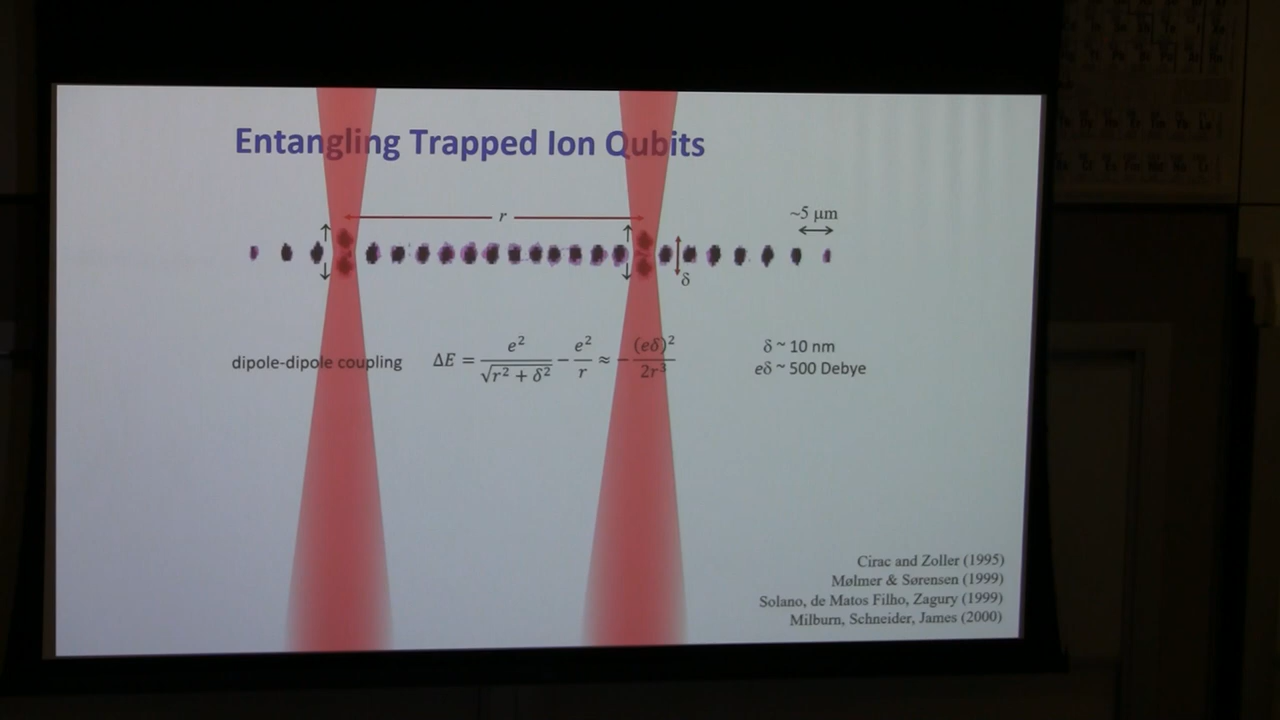 Entangling Trapped Ion Qubits
r
~5 µm
δ
dipole-dipole coupling
ΔE = e²/√(r² + δ²) − e²/r ≈ −(eδ)²/2r³
δ ~ 10 nm
eδ ~ 500 Debye
Cirac and Zoller (1995)
Mølmer & Sørensen (1999)
Solano, de Matos Filho, Zagury (1999)
Milburn, Schneider, James (2000)